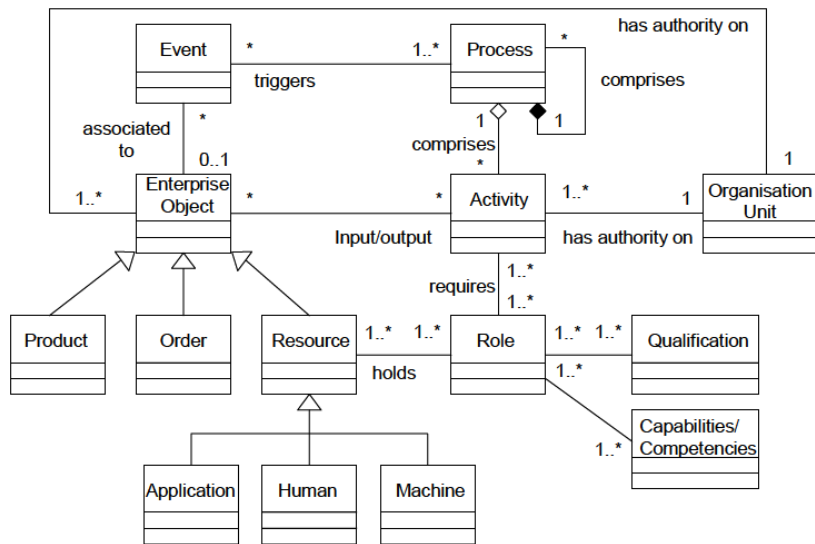 has authority on
Event
*
1..*
Process
*
triggers
comprises
associated
to
*
1
1
comprises
0..1
*
1
1..*
Enterprise
Object
*
*
Activity
1..*
1
Organisation
Unit
Input/output
has authority on
1..*
requires
1..*
Product
Order
Resource
1..*
1..*
Role
1..*
1..*
Qualification
holds
1..*
Capabilities/
Competencies
1..*
Application
Human
Machine